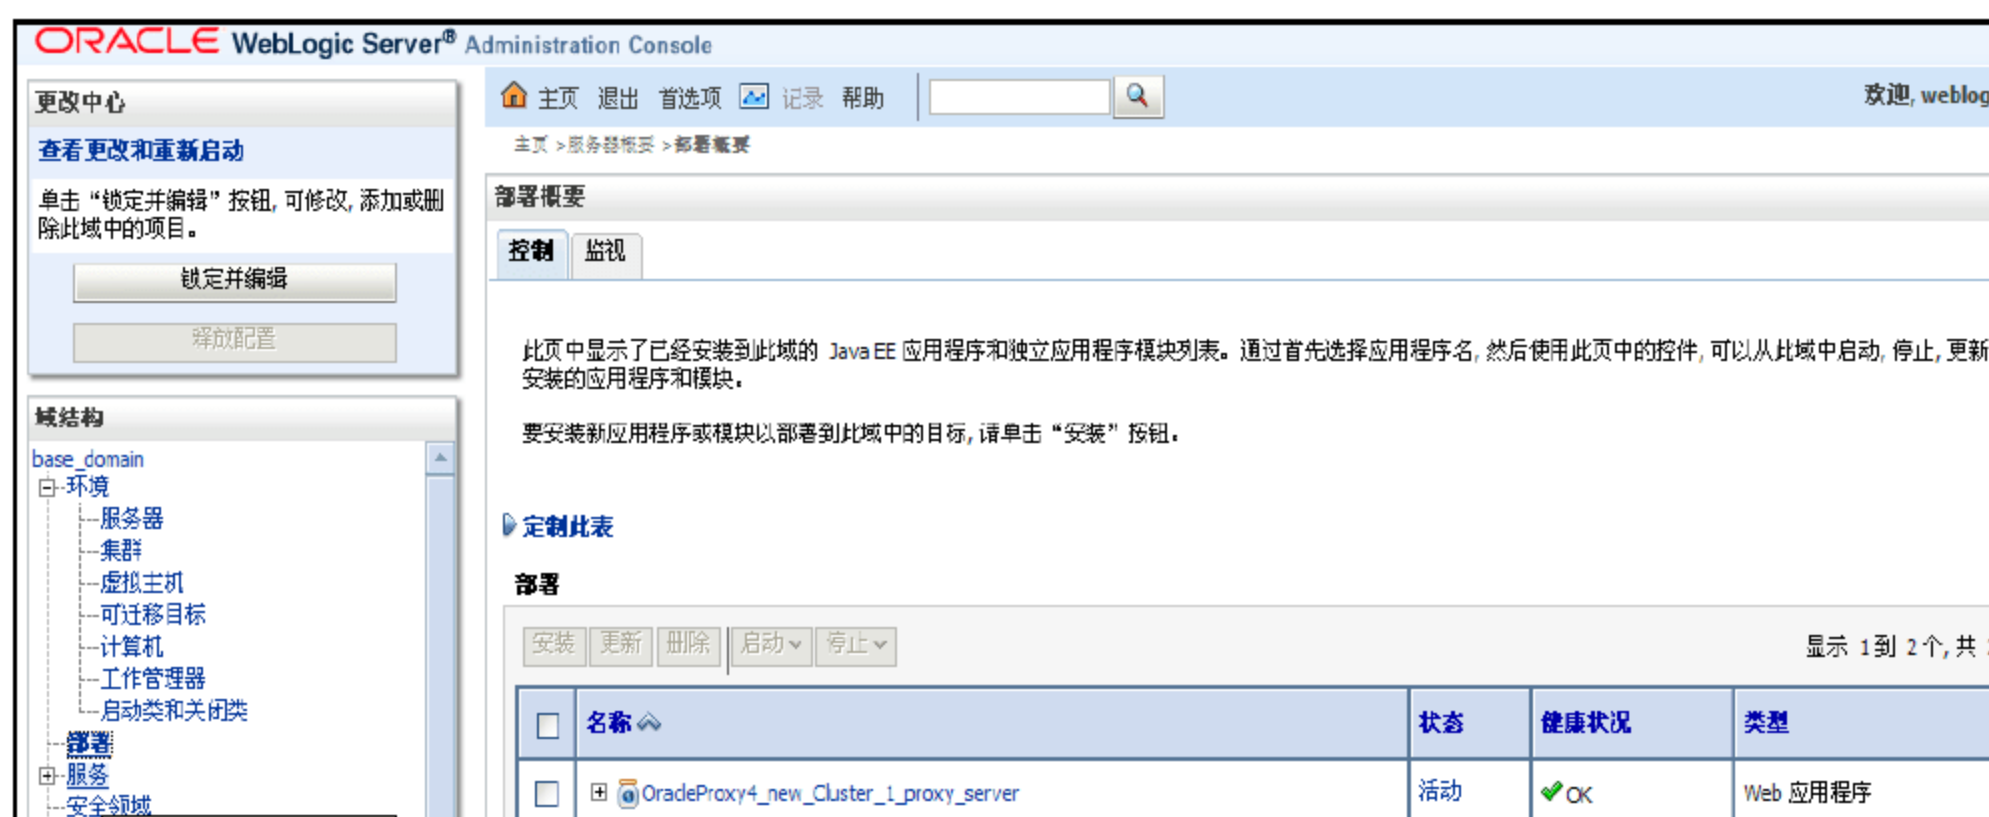 ORACLE WebLogic Server® Administration Console
更改中心
查看更改和重新启动
单击“锁定并编辑”按钮, 可修改, 添加或删
除此域中的项目。
锁定并编辑
释放配置
域结构
base_domain
环境
服务器
集群
虚拟主机
可迁移目标
计算机
工作管理器
启动类和关闭类
部署
服务
安全领域
主页 退出 首选项 记录 帮助
欢迎, weblog
主页 >服务器概要 >部署概要
部署概要
控制 监视
此页中显示了已经安装到此域的 Java EE 应用程序和独立应用程序模块列表。通过首先选择应用程序名, 然后使用此页中的控件, 可以从此域中启动, 停止, 更新
安装的应用程序和模块。
要安装新应用程序或模块以部署到此域中的目标, 请单击“安装”按钮。
定制此表
部署
安装 更新 删除 启动 停止
显示 1到 2个, 共
名称 状态 健康状况 类型
OracleProxy4_new_Cluster_1_proxy_server 活动 OK Web 应用程序